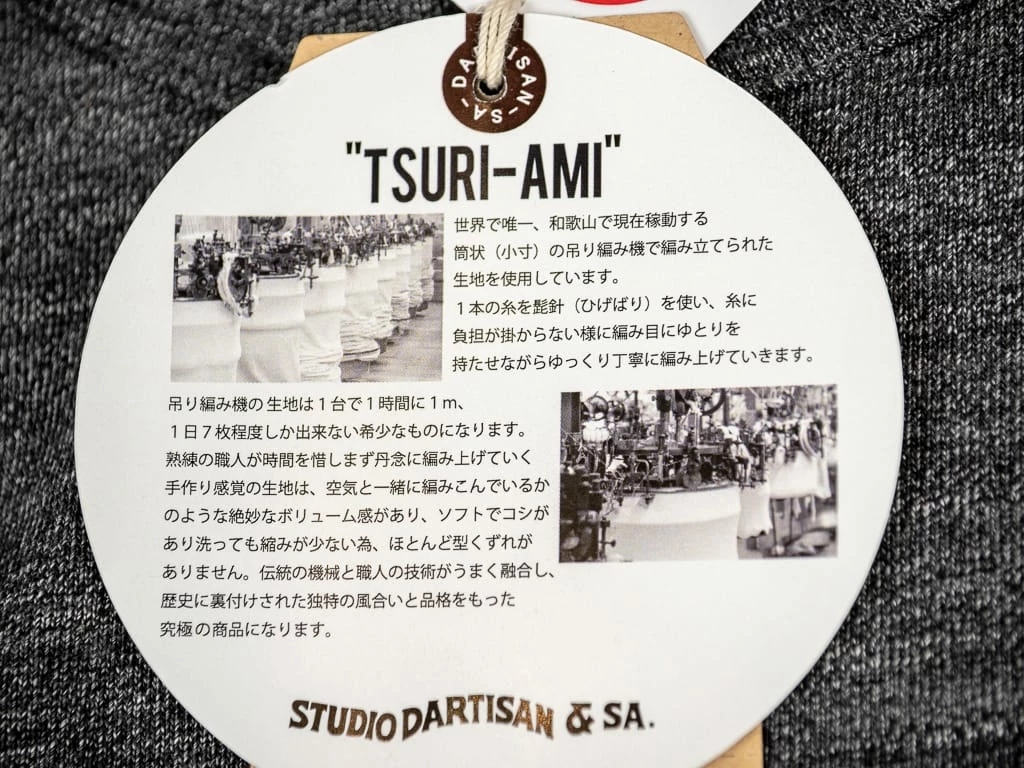 DARTISAN-SA-
"TSURI-AMI"
世界で唯一、和歌山で現在稼動する
筒状（小寸）の吊り編み機で編み立てられた
生地を使用しています。
１本の糸を髭針（ひげばり）を使い、糸に
負担が掛からない様に編み目にゆとりを
持たせながらゆっくり丁寧に編み上げていきます。
吊り編み機の生地は１台で１時間に１ｍ、
１日７枚程度しか出来ない希少なものになります。
熟練の職人が時間を惜しまず丹念に編み上げていく
手作り感覚の生地は、空気と一緒に編みこんでいるか
のような絶妙なボリューム感があり、ソフトでコシが
あり洗っても縮みが少ない為、ほとんど型くずれが
ありません。伝統の機械と職人の技術がうまく融合し、
歴史に裏付けされた独特の風合いと品格をもった
究極の商品になります。
STUDIO DARTISAN & SA.